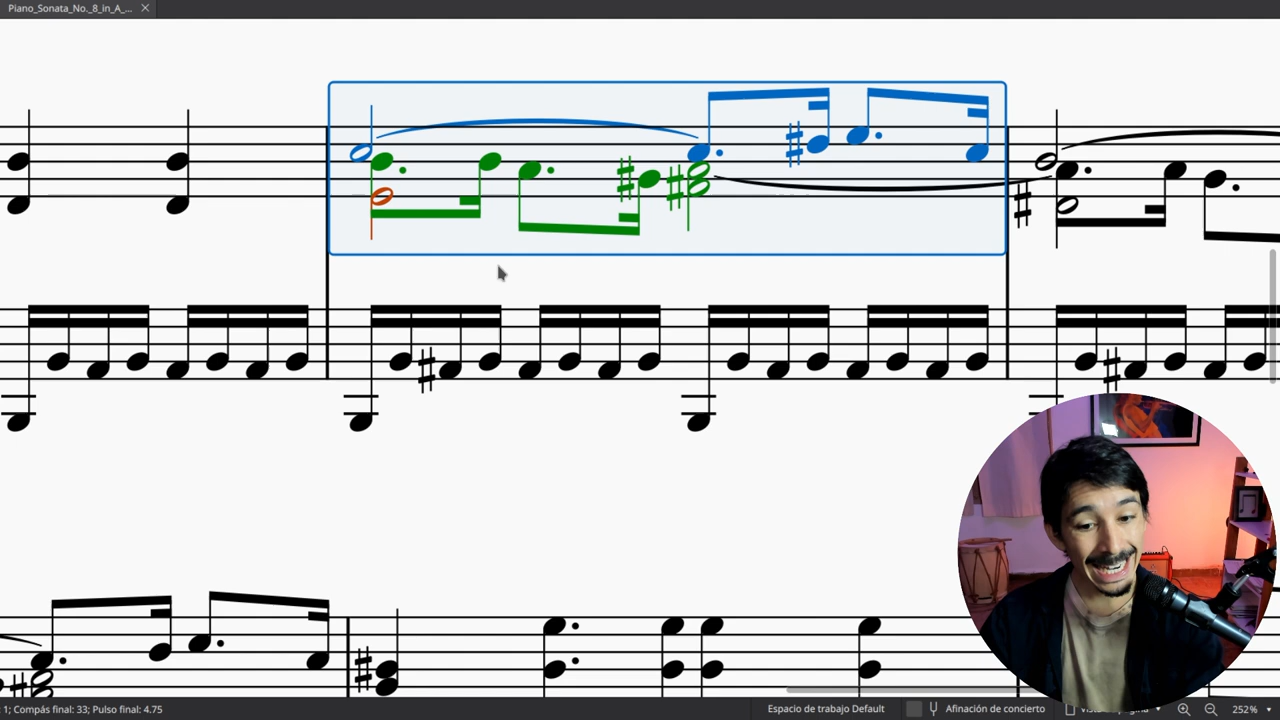 Piano_Sonata_No._8_in_A_...
1; Compás final: 33; Pulso final: 4.75
Espacio de trabajo Default
Afinación de concierto
252%